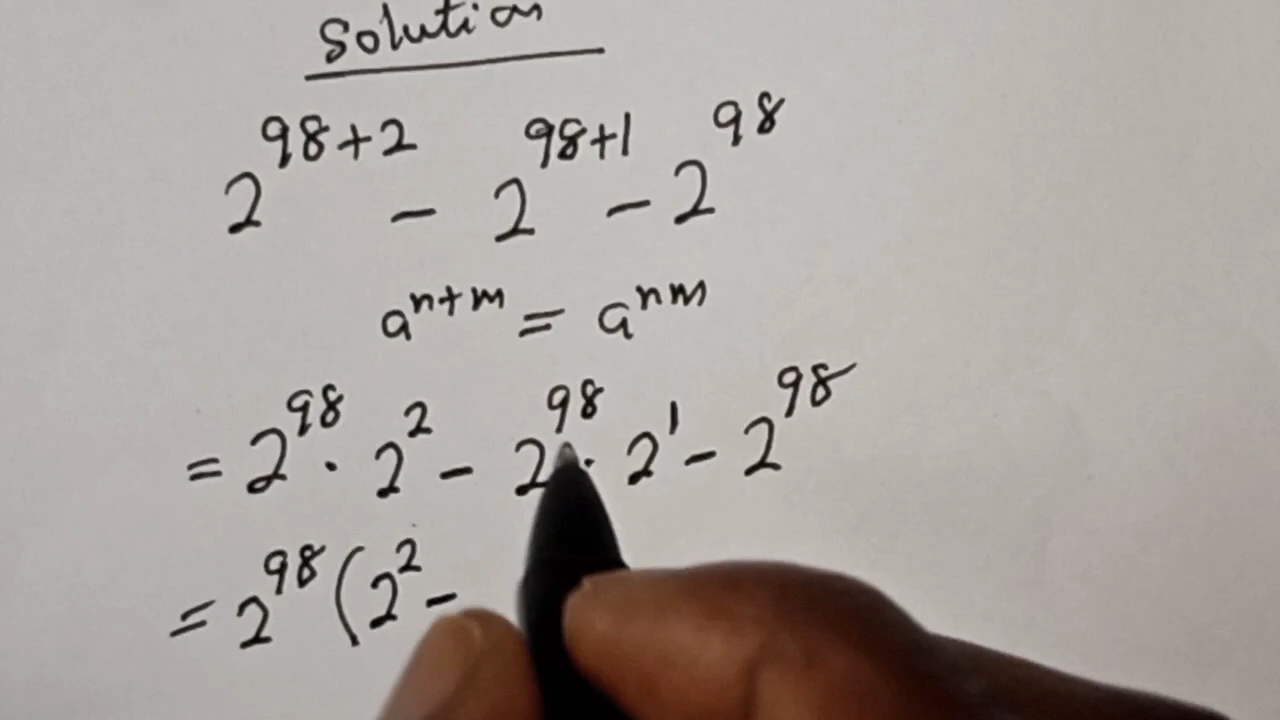 Solution
2^{98+2} - 2^{98+1} - 2^{98}
a^{n+m} = a^{nm}
= 2^{98} · 2^2 - 2^{98} · 2^1 - 2^{98}
= 2^{98} (2^2 -